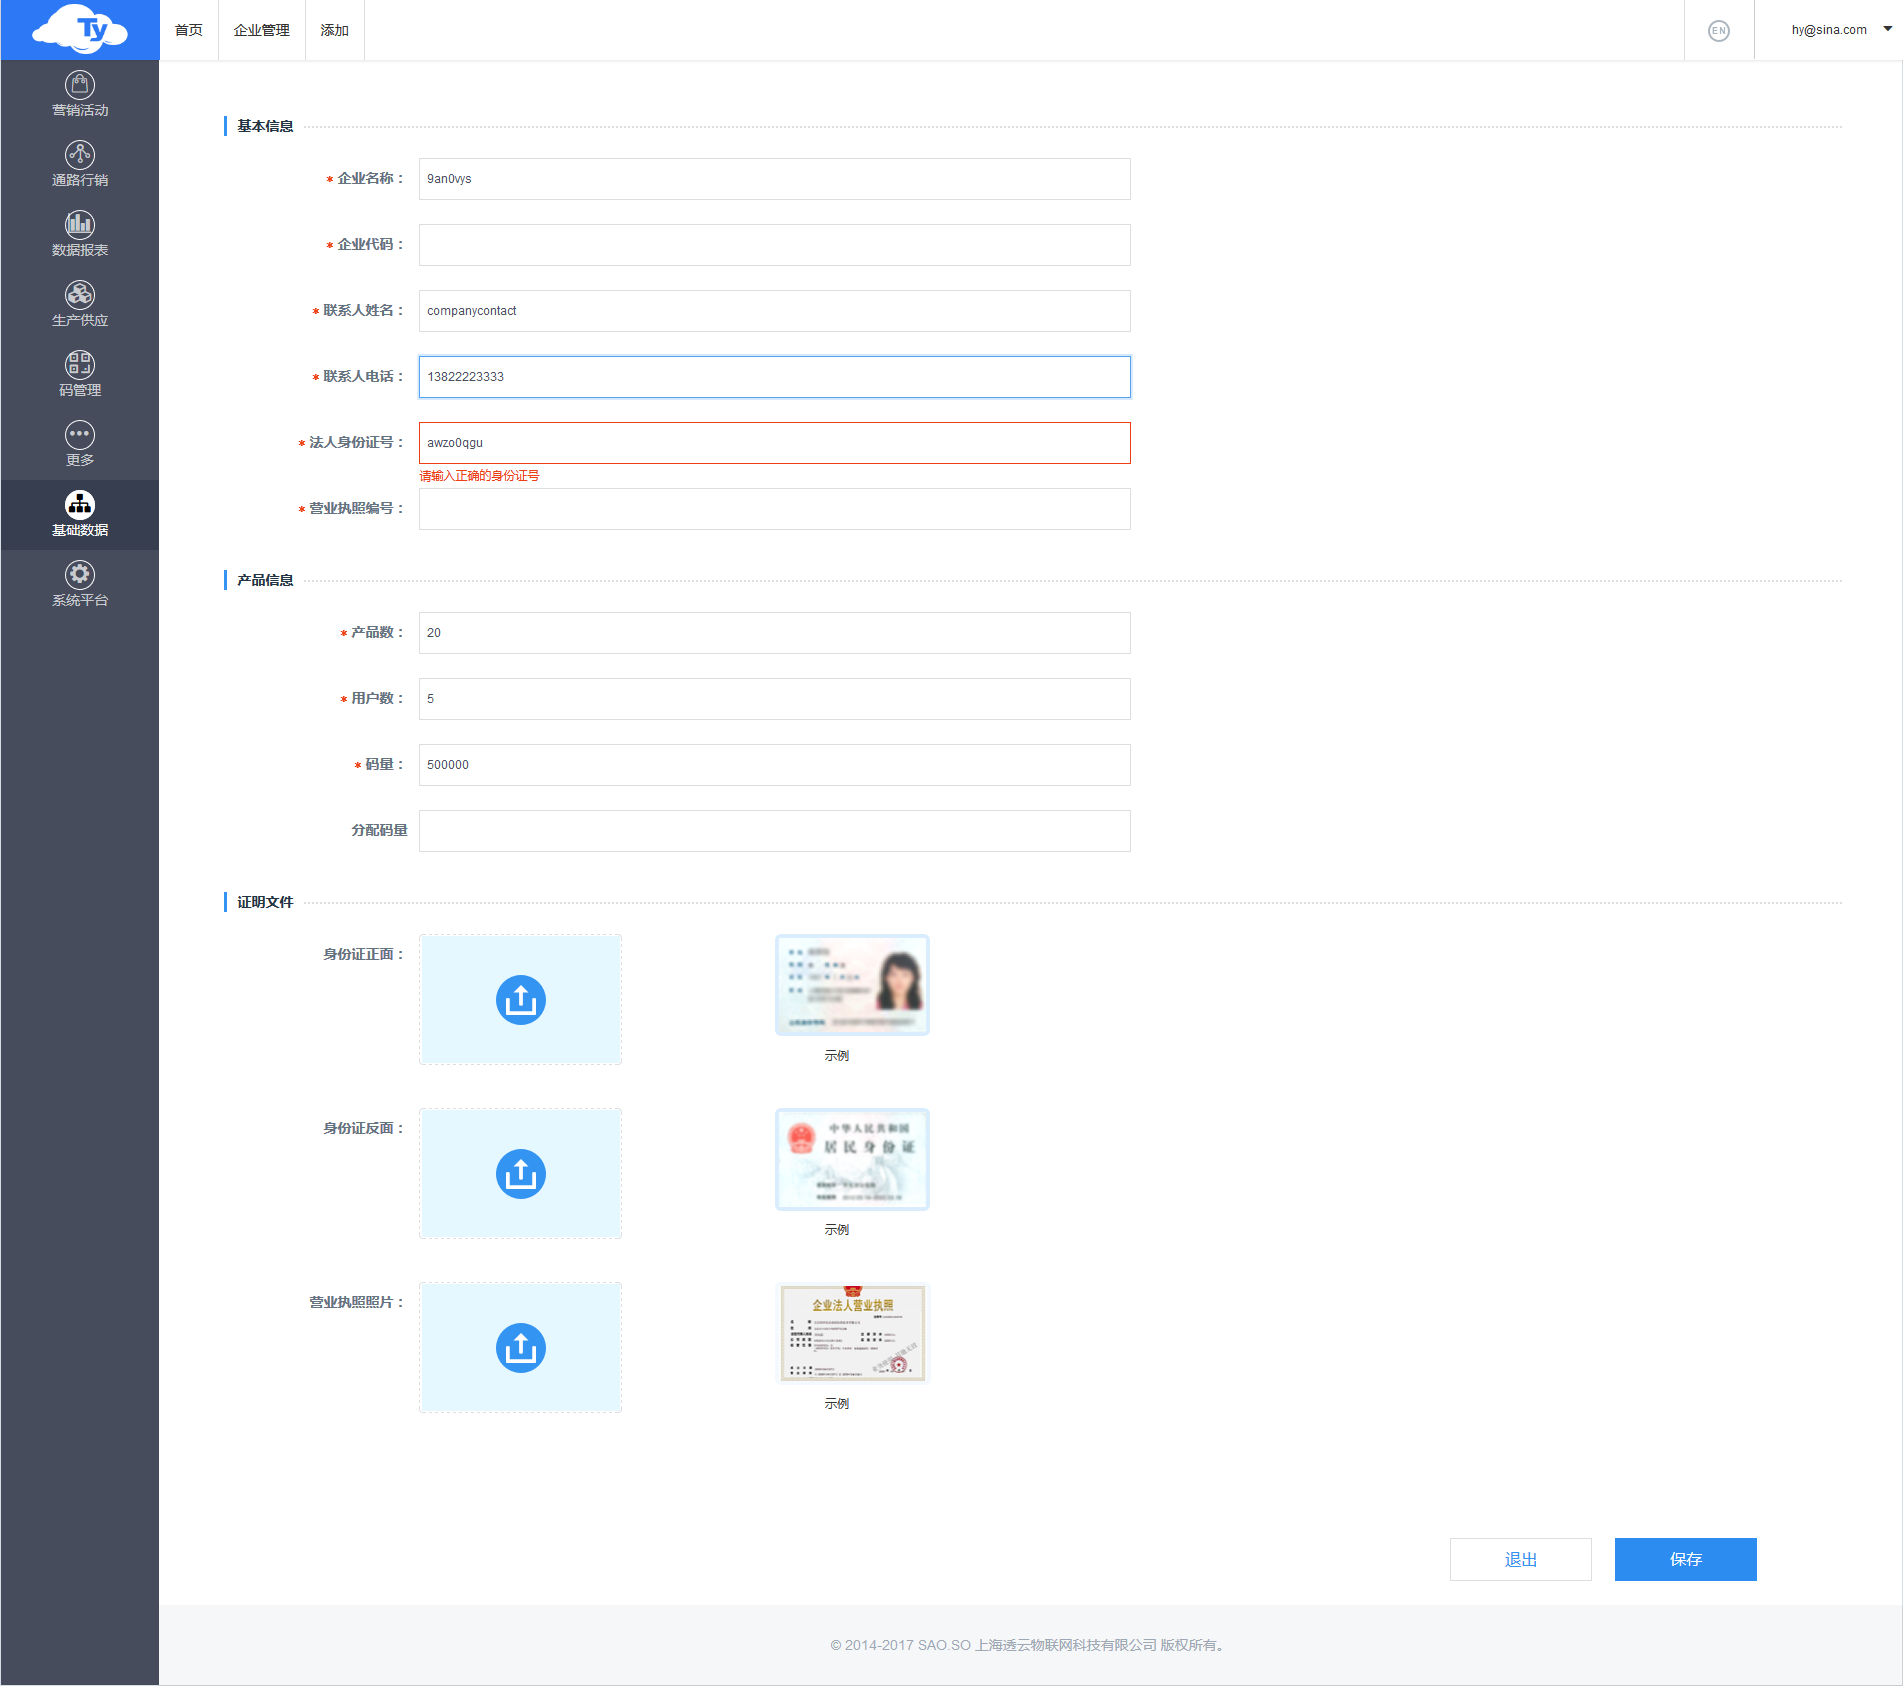 Ty
首页 企业管理 添加
EN
hy@sina.com
营销活动
通路行销
数据报表
生产供应
码管理
更多
基础数据
系统平台
基本信息
* 企业名称： 9an0vys
* 企业代码：
* 联系人姓名： companycontact
* 联系人电话： 13822223333
* 法人身份证号： awzo0qgu
请输入正确的身份证号
* 营业执照编号：
产品信息
* 产品数： 20
* 用户数： 5
* 码量： 500000
分配码量
证明文件
身份证正面：
示例
身份证反面：
中华人民共和国
居民身份证
示例
营业执照照片：
企业法人营业执照
示例
退出 保存
© 2014-2017 SAO.SO 上海透云物联网科技有限公司 版权所有。